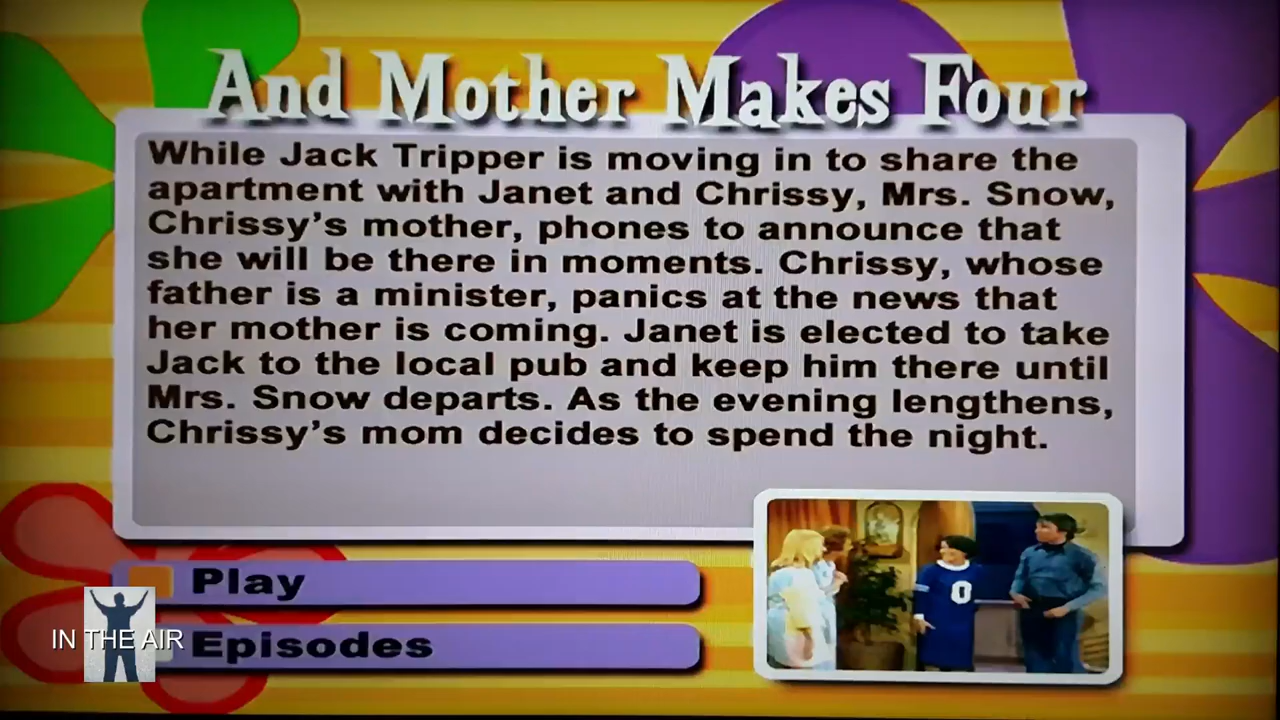 And Mother Makes Four
While Jack Tripper is moving in to share the
apartment with Janet and Chrissy, Mrs. Snow,
Chrissy's mother, phones to announce that
she will be there in moments. Chrissy, whose
father is a minister, panics at the news that
her mother is coming. Janet is elected to take
Jack to the local pub and keep him there until
Mrs. Snow departs. As the evening lengthens,
Chrissy's mom decides to spend the night.
Play
Episodes
IN THE AIR
O